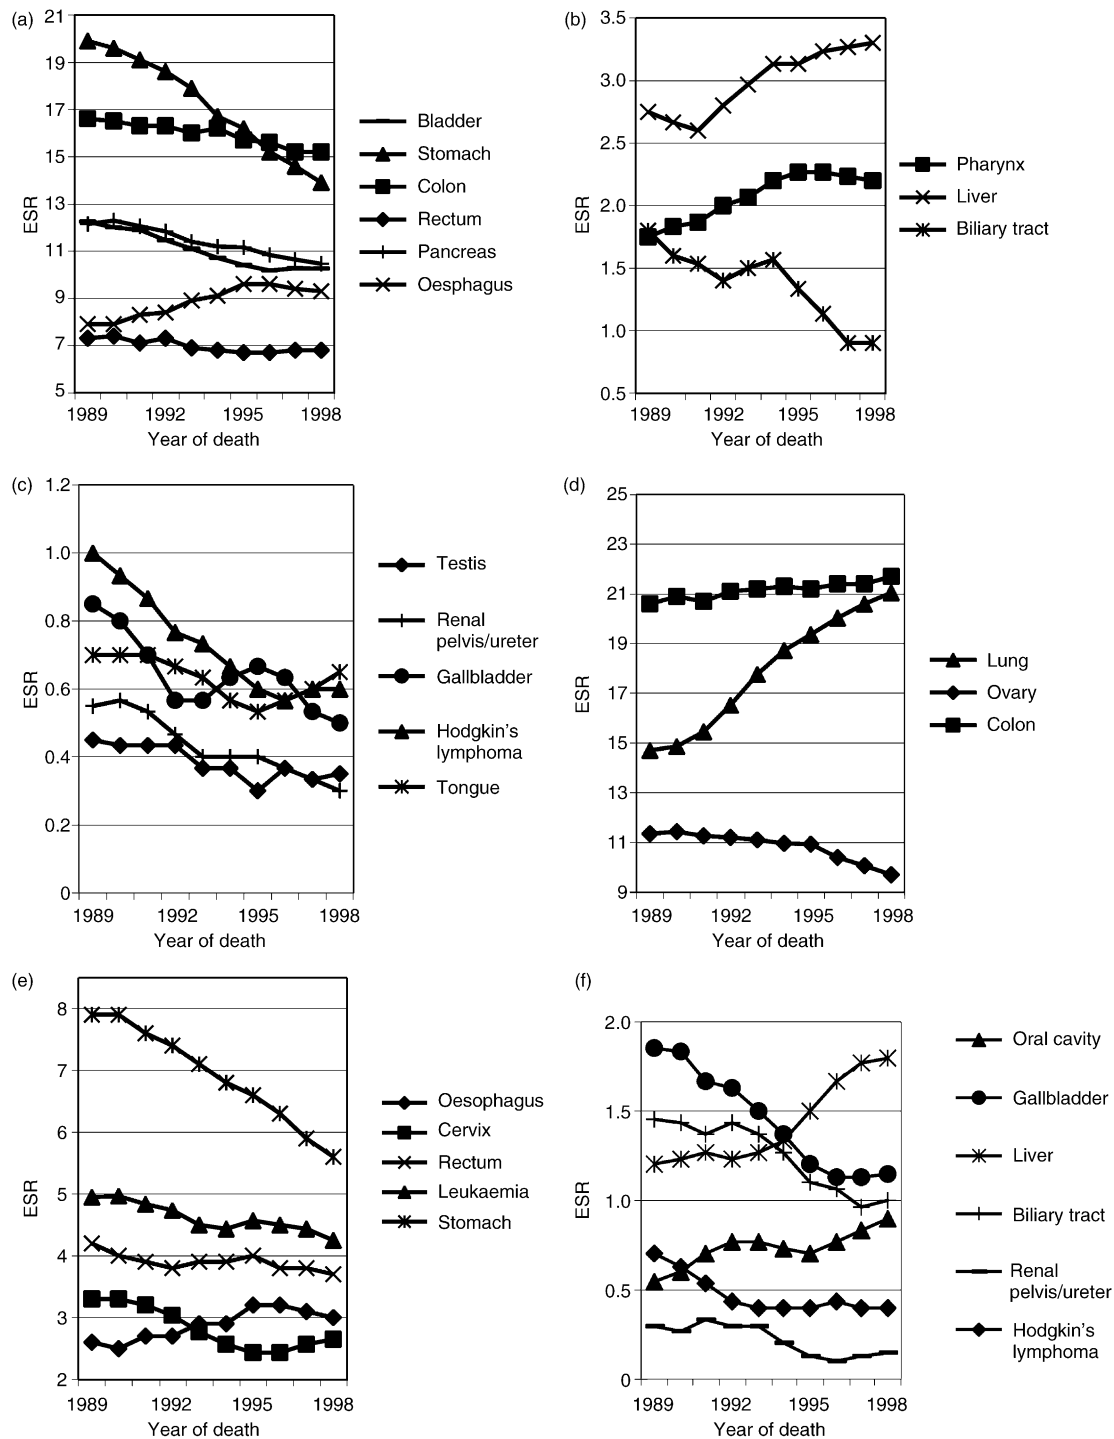 (a)
21
19
17
15
13
11
9
7
5
ESR
1989 1992 1995 1998
Year of death
Bladder
Stomach
Colon
Rectum
Pancreas
Oesphagus
(b)
3.5
3.0
2.5
2.0
1.5
1.0
0.5
ESR
1989 1992 1995 1998
Year of death
Pharynx
Liver
Biliary tract
(c)
1.2
1.0
0.8
0.6
0.4
0.2
0
ESR
1989 1992 1995 1998
Year of death
Testis
Renal
pelvis/ureter
Gallbladder
Hodgkin's
lymphoma
Tongue
(d)
25
23
21
19
17
15
13
11
9
ESR
1989 1992 1995 1998
Year of death
Lung
Ovary
Colon
(e)
8
7
6
5
4
3
2
ESR
1989 1992 1995 1998
Year of death
Oesophagus
Cervix
Rectum
Leukaemia
Stomach
(f)
2.0
1.5
1.0
0.5
0
ESR
1989 1992 1995 1998
Year of death
Oral cavity
Gallbladder
Liver
Biliary tract
Renal
pelvis/ureter
Hodgkin's
lymphoma